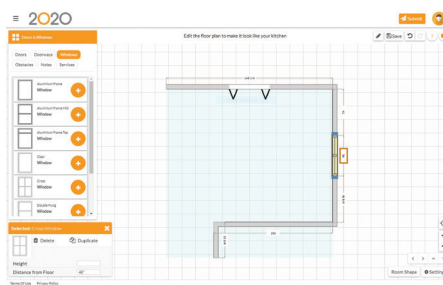 2020
Submit
Doors & Windows
Edit the floor plan to make it look like your kitchen
Save
Doors
Doorways
Windows
Obstacles
Notes
Services
Aluminium Frame
Window
Aluminium Frame Mid
Window
Aluminium Frame Top
Window
Window
Cross
Window
Double Hung
Window
Selected: Cross Window
Delete
Duplicate
Height
Distance from Floor
Room Shape
Settings
Terms Of Use
Privacy Policy